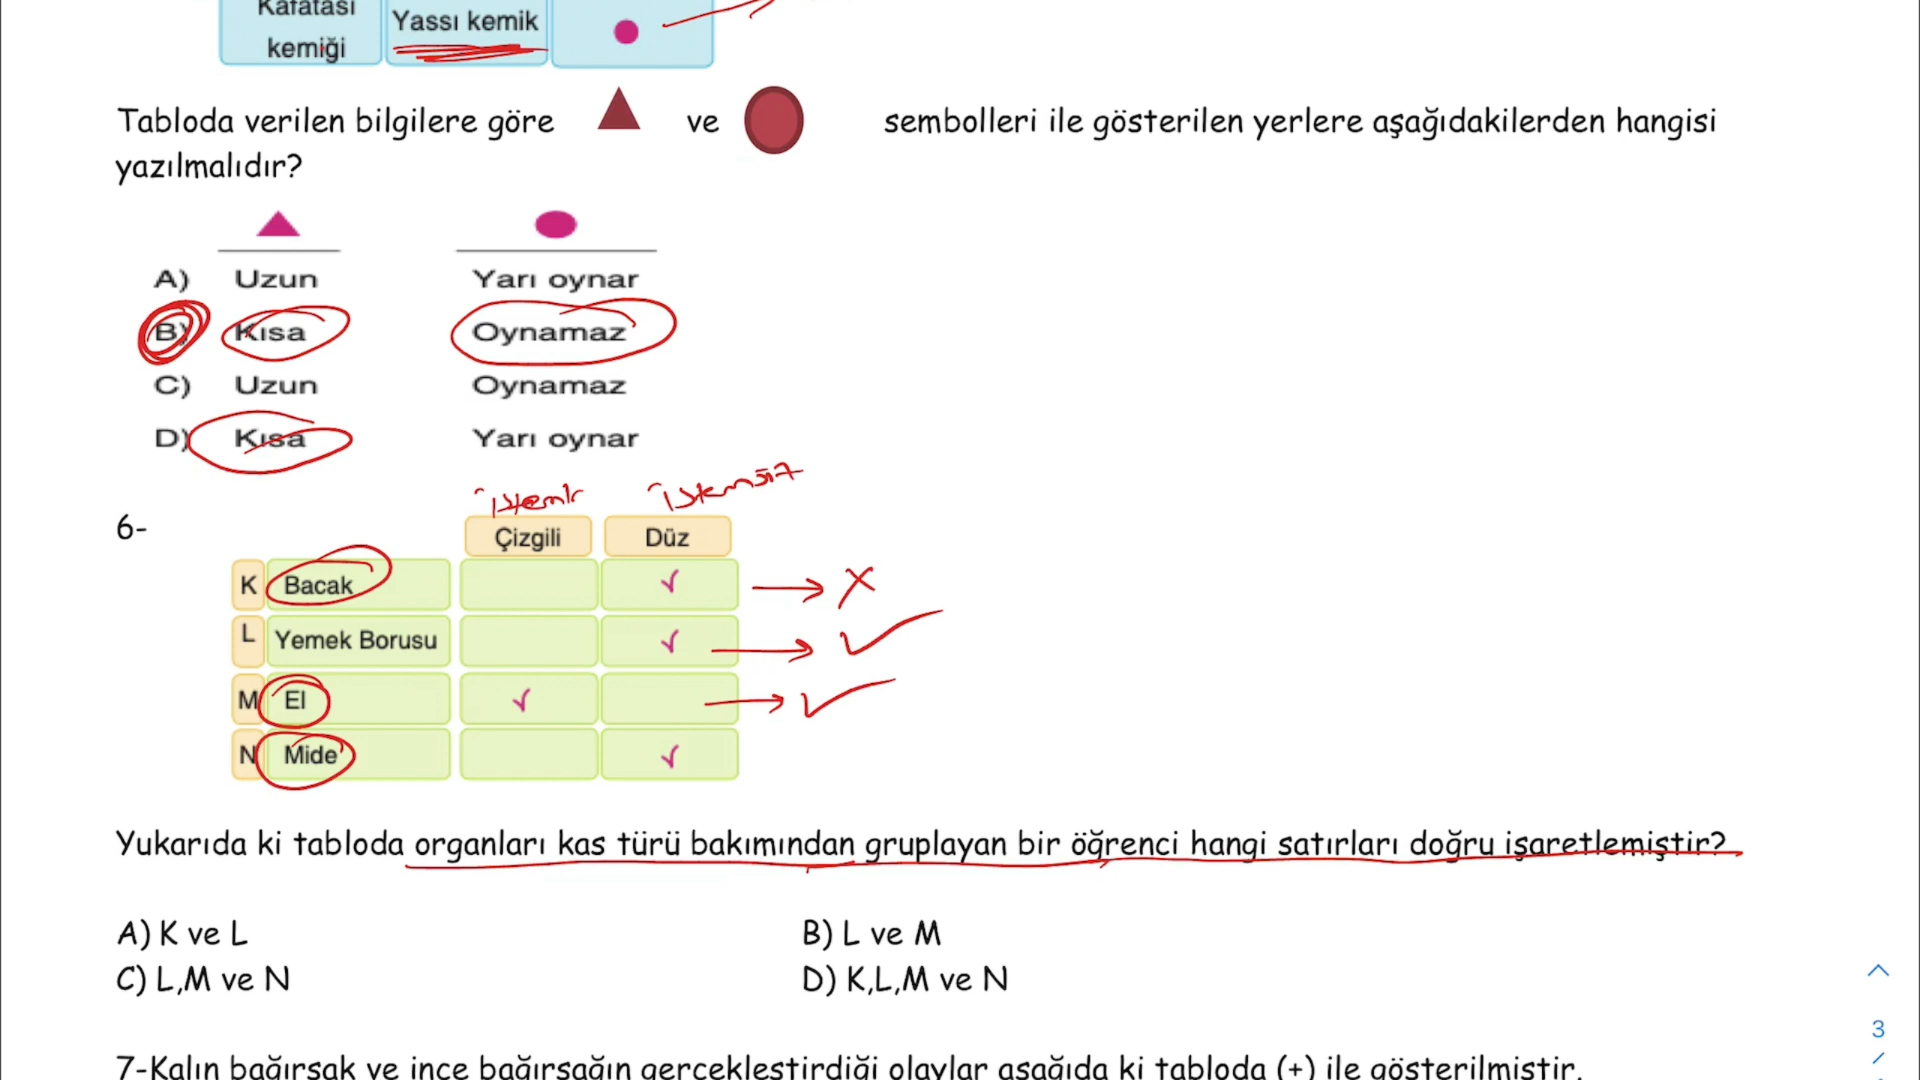 Kafatası
kemiği
Yassı kemik
Tabloda verilen bilgilere göre ve sembolleri ile gösterilen yerlere aşağıdakilerden hangisi
yazılmalıdır?
A) Uzun Yarı oynar
B) Kısa Oynamaz
C) Uzun Oynamaz
D) Kısa Yarı oynar
istemli istemsiz
6-
Çizgili Düz
K Bacak
L Yemek Borusu
M El
N Mide
Yukarıda ki tabloda organları kas türü bakımından gruplayan bir öğrenci hangi satırları doğru işaretlemiştir?
A) K ve L B) L ve M
C) L,M ve N D) K,L,M ve N
3
7-Kalın bağırsak ve ince bağırsağın gerçekleştirdiği olaylar aşağıda ki tabloda (+) ile gösterilmiştir.